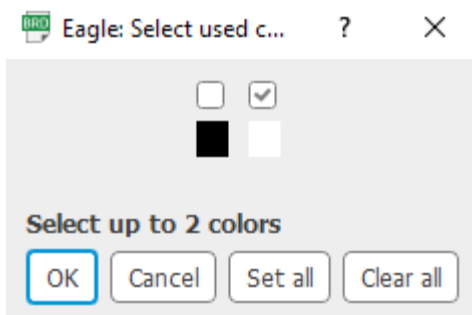 BRD Eagle: Select used c... ?
Select up to 2 colors
OK Cancel Set all Clear all